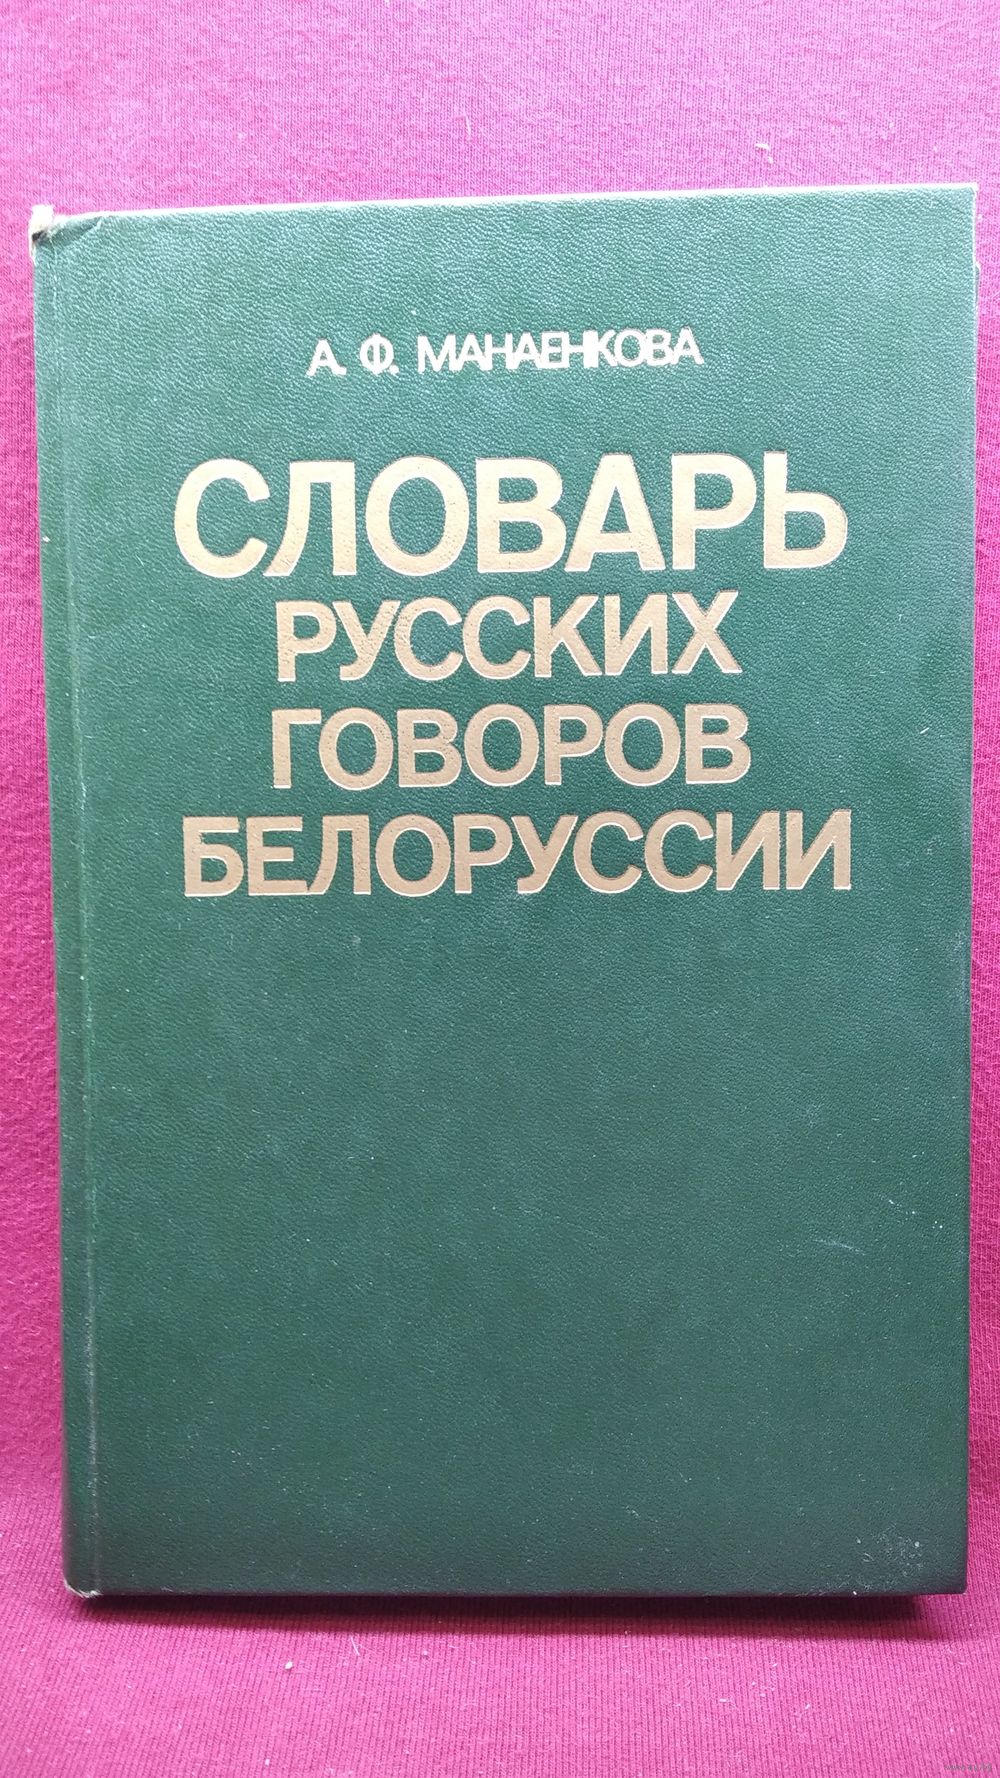 А. Ф. МАНАЕНКОВА
СЛОВАРЬ
РУССКИХ
ГОВОРОВ
БЕЛОРУССИИ